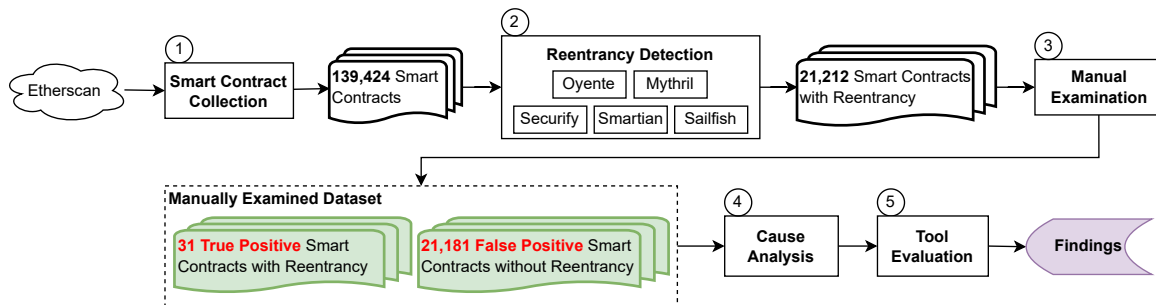 1
2
3
Etherscan
Smart Contract
Collection
139,424 Smart
Contracts
Reentrancy Detection
Oyente
Mythril
Securify
Smartian
Sailfish
21,212 Smart Contracts
with Reentrancy
Manual
Examination
Manually Examined Dataset
31 True Positive Smart
Contracts with Reentrancy
21,181 False Positive Smart
Contracts without Reentrancy
4
Cause
Analysis
5
Tool
Evaluation
Findings